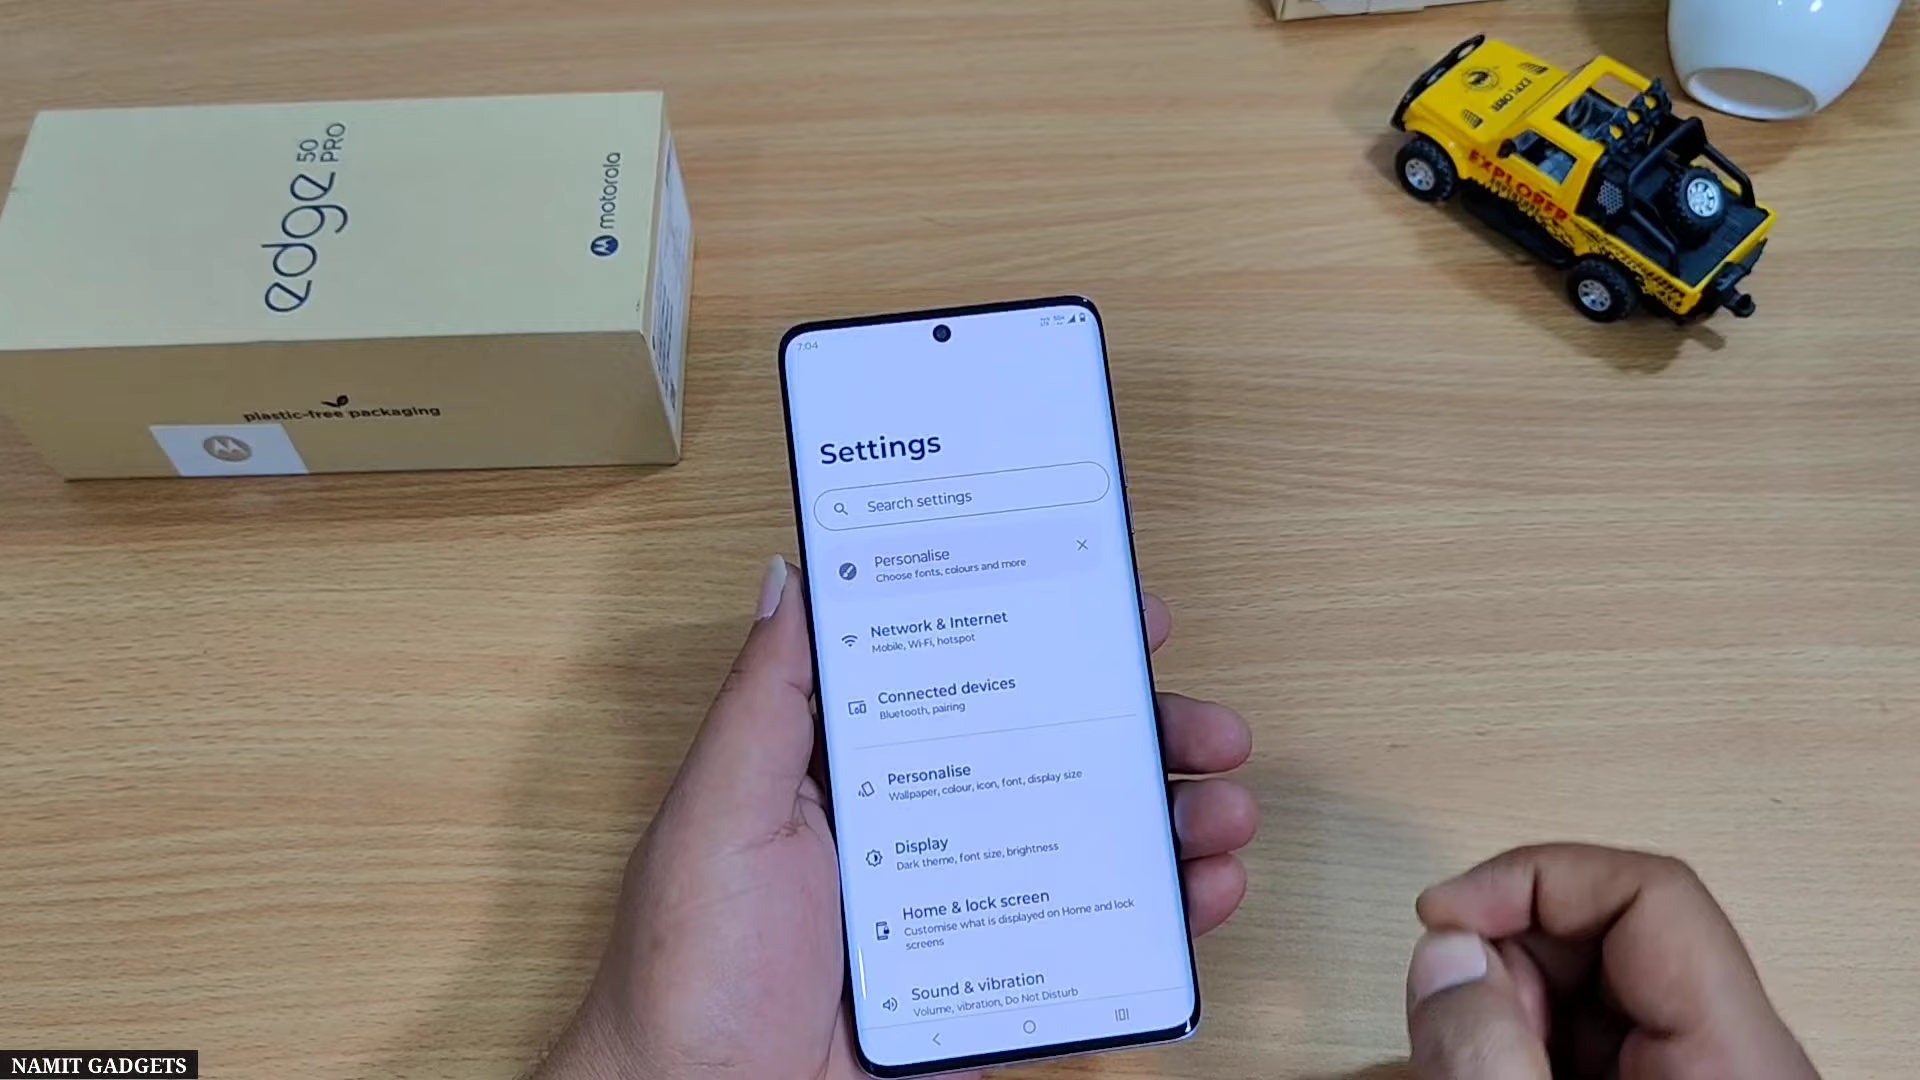 edge 50
PRO
motorola
plastic-free packaging
EXPLORER
EXPLORER
7:04
Settings
Search settings
Personalise
Choose fonts, colours and more
Network & Internet
Mobile, Wi-Fi, hotspot
Connected devices
Bluetooth, pairing
Personalise
Wallpaper, colour, icon, font, display size
Display
Dark theme, font size, brightness
Home & lock screen
Customise what is displayed on Home and lock
screens
Sound & vibration
Volume, vibration, Do Not Disturb
NAMIT GADGETS